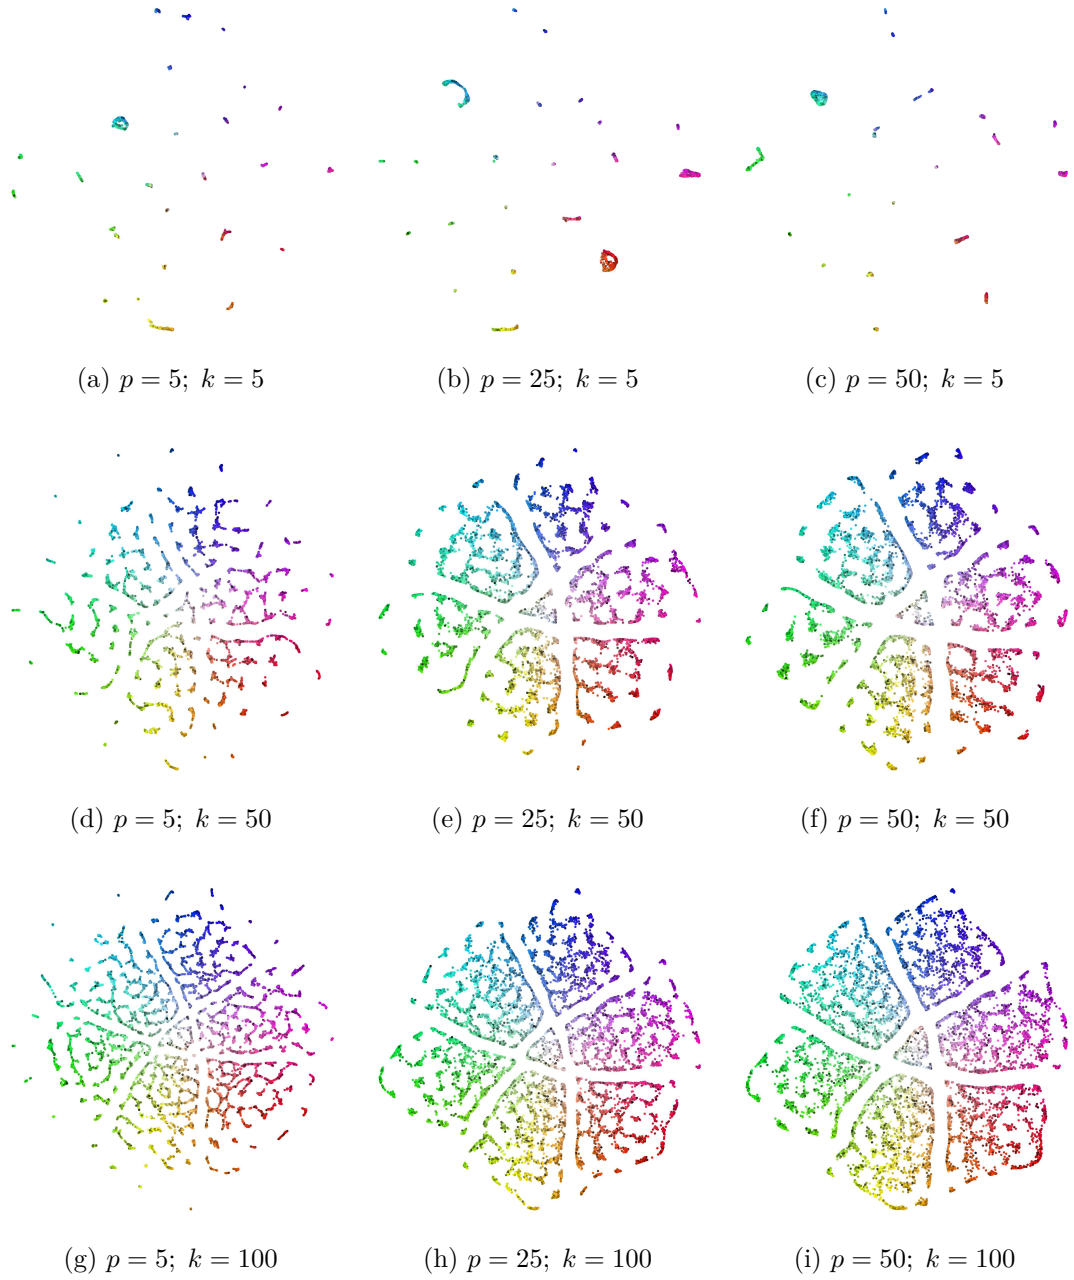 (a) p = 5; k = 5
(b) p = 25; k = 5
(c) p = 50; k = 5
(d) p = 5; k = 50
(e) p = 25; k = 50
(f) p = 50; k = 50
(g) p = 5; k = 100
(h) p = 25; k = 100
(i) p = 50; k = 100